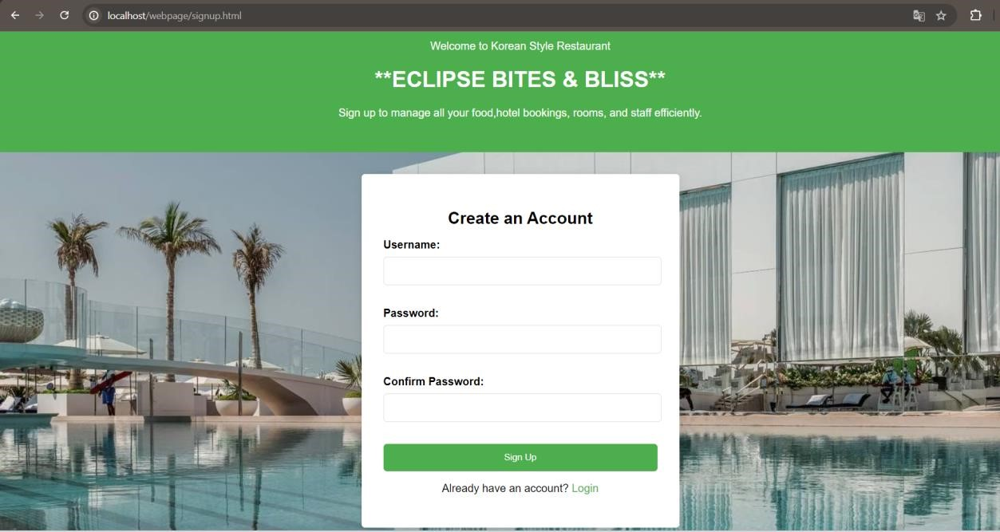 localhost/webpage/signup.html
Welcome to Korean Style Restaurant
**ECLIPSE BITES & BLISS**
Sign up to manage all your food,hotel bookings, rooms, and staff efficiently.
Create an Account
Username:
Password:
Confirm Password:
Sign Up
Already have an account? Login